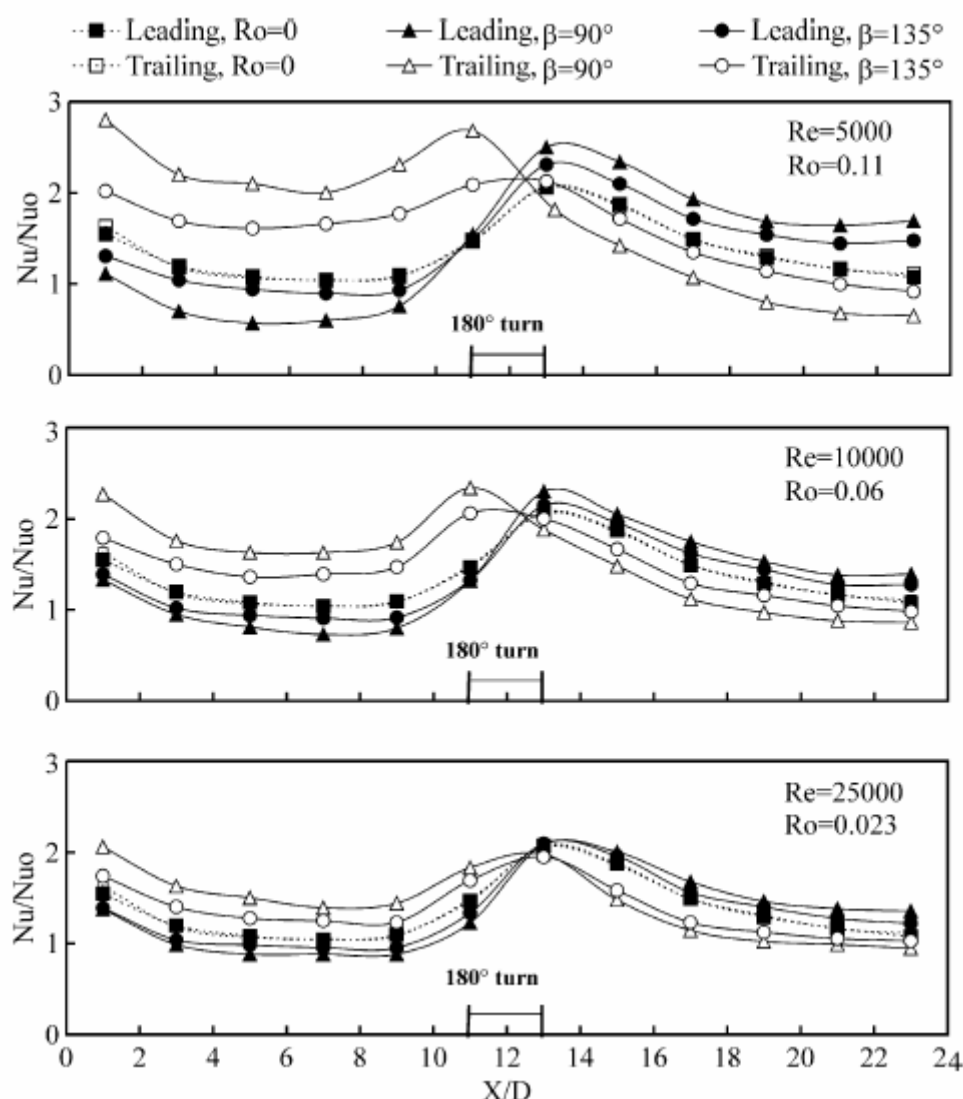 Leading, Ro=0 Leading, β=90° Leading, β=135°
Trailing, Ro=0 Trailing, β=90° Trailing, β=135°
3
2
1
0
Nu/Nuo
Re=5000
Ro=0.11
180° turn
3
2
1
0
Nu/Nuo
Re=10000
Ro=0.06
180° turn
3
2
1
0
Nu/Nuo
Re=25000
Ro=0.023
180° turn
0 2 4 6 8 10 12 14 16 18 20 22 24
X/D